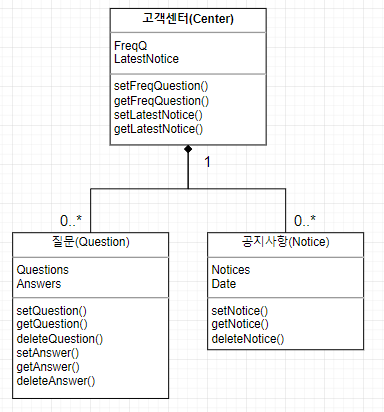 고객센터(Center)
FreqQ
LatestNotice
setFreqQuestion()
getFreqQuestion()
setLatestNotice()
getLatestNotice()
1
0..*
0..*
질문(Question)
Questions
Answers
setQuestion()
getQuestion()
deleteQuestion()
setAnswer()
getAnswer()
deleteAnswer()
공지사항(Notice)
Notices
Date
setNotice()
getNotice()
deleteNotice()